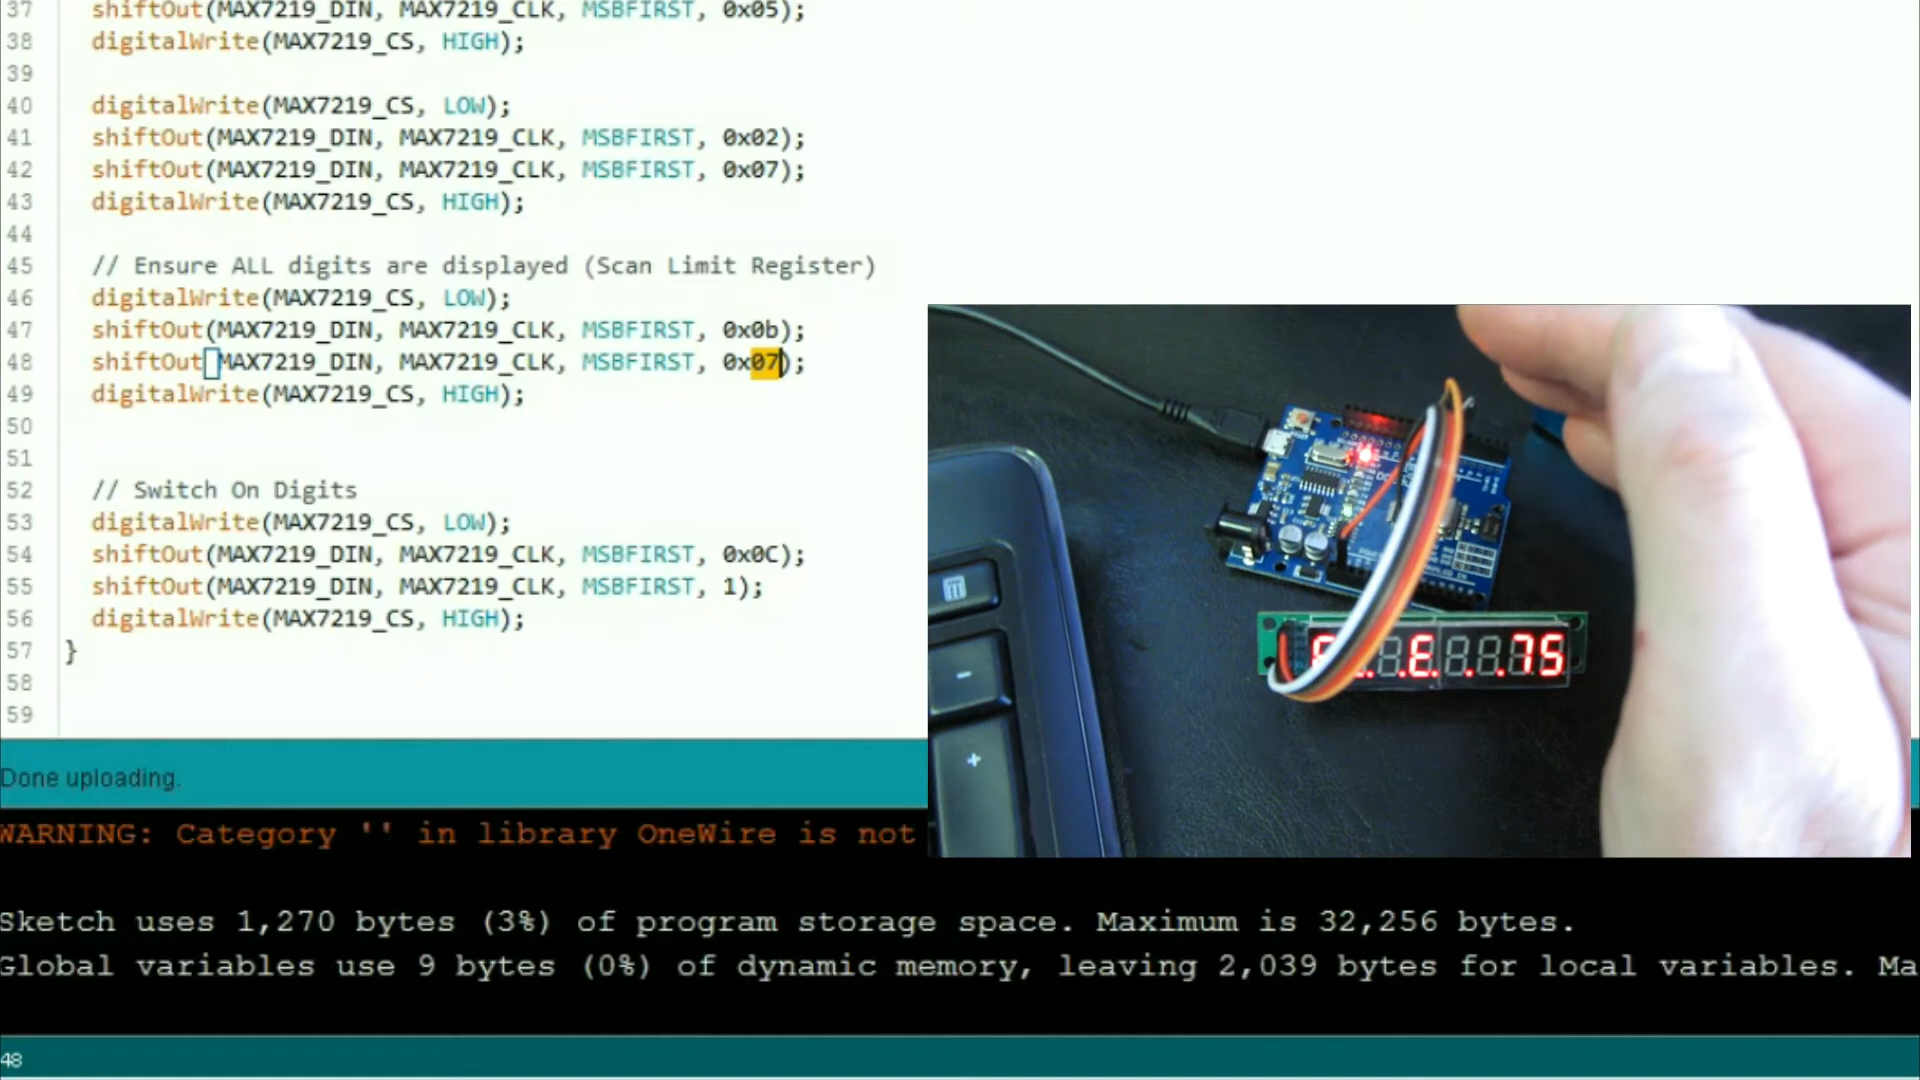 37 shiftOut(MAX7219_DIN, MAX7219_CLK, MSBFIRST, 0x05);
38 digitalWrite(MAX7219_CS, HIGH);
39
40 digitalWrite(MAX7219_CS, LOW);
41 shiftOut(MAX7219_DIN, MAX7219_CLK, MSBFIRST, 0x02);
42 shiftOut(MAX7219_DIN, MAX7219_CLK, MSBFIRST, 0x07);
43 digitalWrite(MAX7219_CS, HIGH);
44
45 // Ensure ALL digits are displayed (Scan Limit Register)
46 digitalWrite(MAX7219_CS, LOW);
47 shiftOut(MAX7219_DIN, MAX7219_CLK, MSBFIRST, 0x0b);
48 shiftOut(MAX7219_DIN, MAX7219_CLK, MSBFIRST, 0x07);
49 digitalWrite(MAX7219_CS, HIGH);
50
51
52 // Switch On Digits
53 digitalWrite(MAX7219_CS, LOW);
54 shiftOut(MAX7219_DIN, MAX7219_CLK, MSBFIRST, 0x0C);
55 shiftOut(MAX7219_DIN, MAX7219_CLK, MSBFIRST, 1);
56 digitalWrite(MAX7219_CS, HIGH);
57 }
58
59
- 
+
.E. . .75
Done uploading.
WARNING: Category '' in library OneWire is not
Sketch uses 1,270 bytes (3%) of program storage space. Maximum is 32,256 bytes.
Global variables use 9 bytes (0%) of dynamic memory, leaving 2,039 bytes for local variables. Ma
48